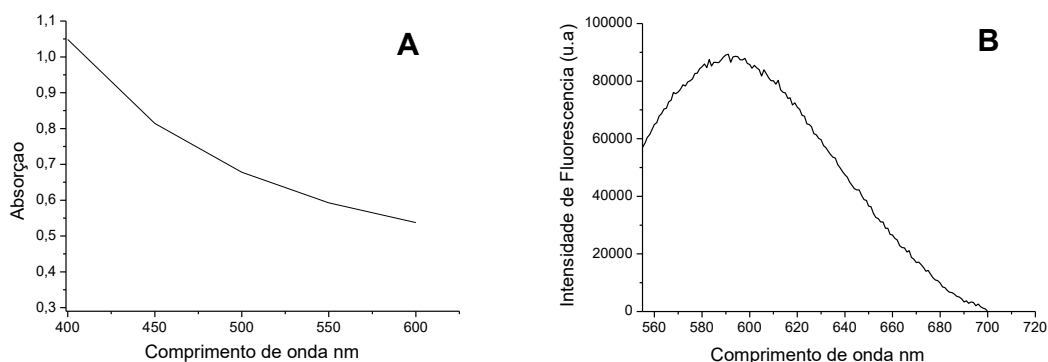 A
1,1
1,0
0,9
0,8
0,7
0,6
0,5
0,4
0,3
Absorçao
400 450 500 550 600
Comprimento de onda nm
B
100000
80000
60000
40000
20000
0
Intensidade de Fluorescencia (u.a)
560 580 600 620 640 660 680 700 720
Comprimento de onda nm